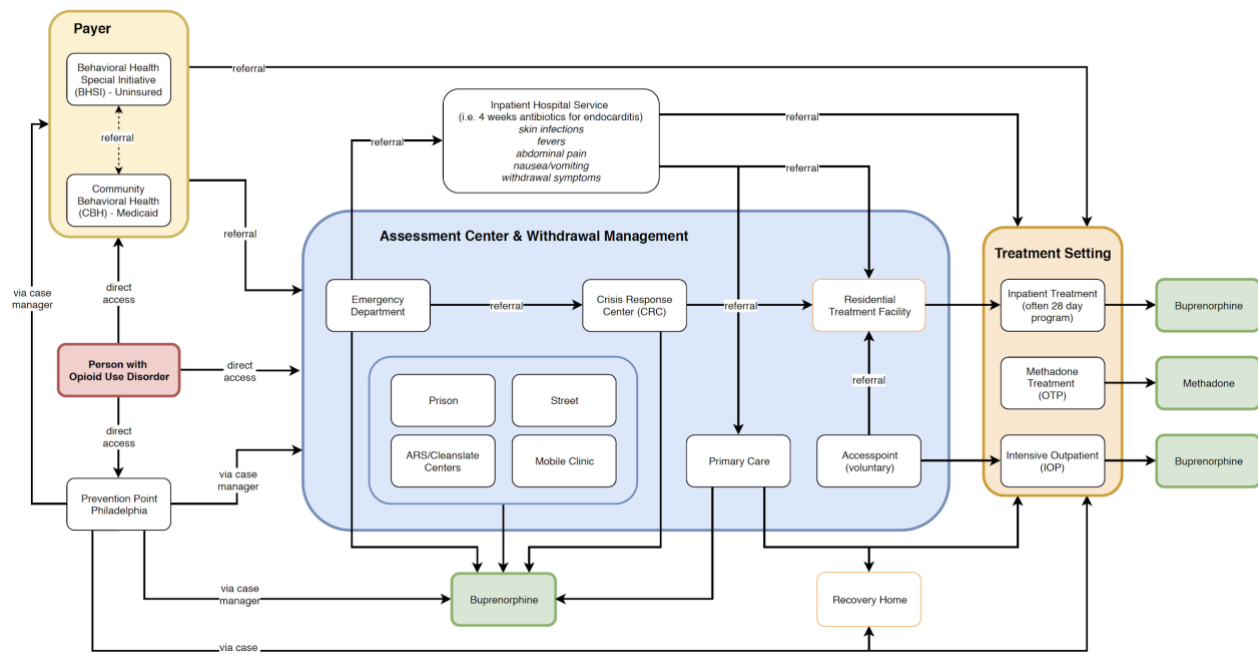 Payer
Behavioral Health
Special Initiative
(BHSI) - Uninsured
referral
Community
Behavioral Health
(CBH) - Medicaid
referral
referral
Inpatient Hospital Service
(i.e. 4 weeks antibiotics for endocarditis)
skin infections
fevers
abdominal pain
nausea/vomiting
withdrawal symptoms
referral
referral
referral
via case
manager
direct
access
Person with
Opioid Use Disorder
direct
access
direct
access
Prevention Point
Philadelphia
via case
manager
via case
manager
via case
Assessment Center & Withdrawal Management
Emergency
Department
referral
Crisis Response
Center (CRC)
referral
Residential
Treatment Facility
Prison
Street
ARS/Cleanslate
Centers
Mobile Clinic
Primary Care
referral
Accesspoint
(voluntary)
Buprenorphine
Recovery Home
Treatment Setting
Inpatient Treatment
(often 28 day
program)
Buprenorphine
Methadone
Treatment
(OTP)
Methadone
Intensive Outpatient
(IOP)
Buprenorphine